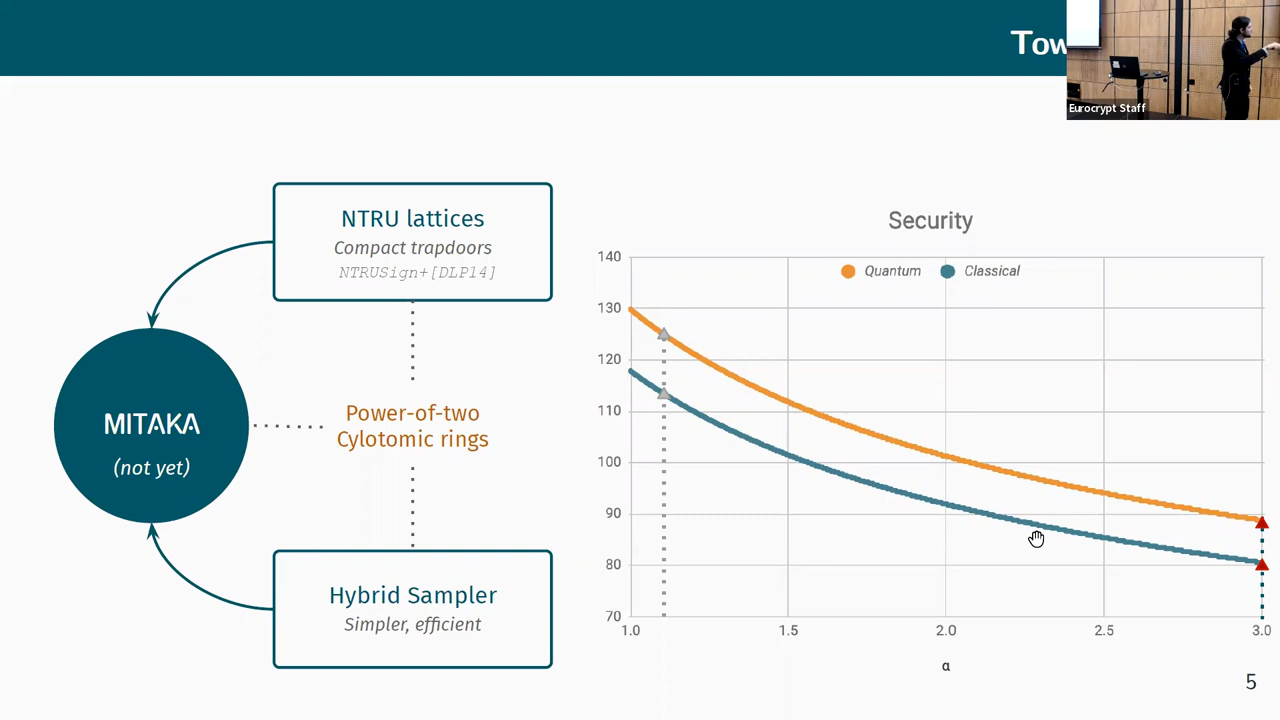 Tow
Eurocrypt Staff
NTRU lattices
Compact trapdoors
NTRUSign+[DLP14]
MITAKA
(not yet)
Power-of-two
Cylotomic rings
Hybrid Sampler
Simpler, efficient
Security
Quantum
Classical
140
130
120
110
100
90
80
70
1.0
1.5
2.0
2.5
3.0
α
5